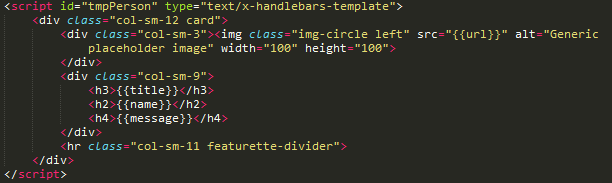 <script id="tmpPerson" type="text/x-handlebars-template">
<div class="col-sm-12 card">
<div class="col-sm-3"><img class="img-circle left" src="{{url}}" alt="Generic
placeholder image" width="100" height="100">
</div>
<div class="col-sm-9">
<h3>{{title}}</h3>
<h2>{{name}}</h2>
<h4>{{message}}</h4>
</div>
<hr class="col-sm-11 featurette-divider">
</div>
</script>